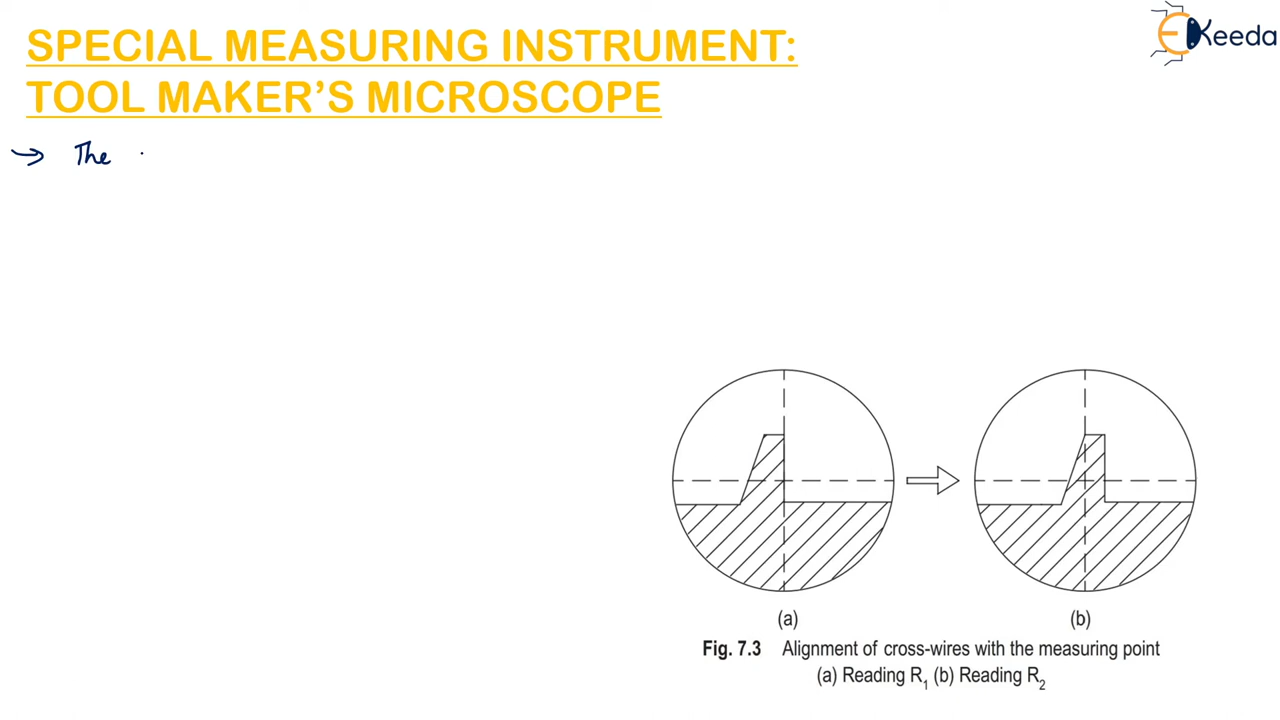 SPECIAL MEASURING INSTRUMENT:
TOOL MAKER'S MICROSCOPE
EKeeda
→ The
(a)
(b)
Fig. 7.3 Alignment of cross-wires with the measuring point
(a) Reading R₁ (b) Reading R₂